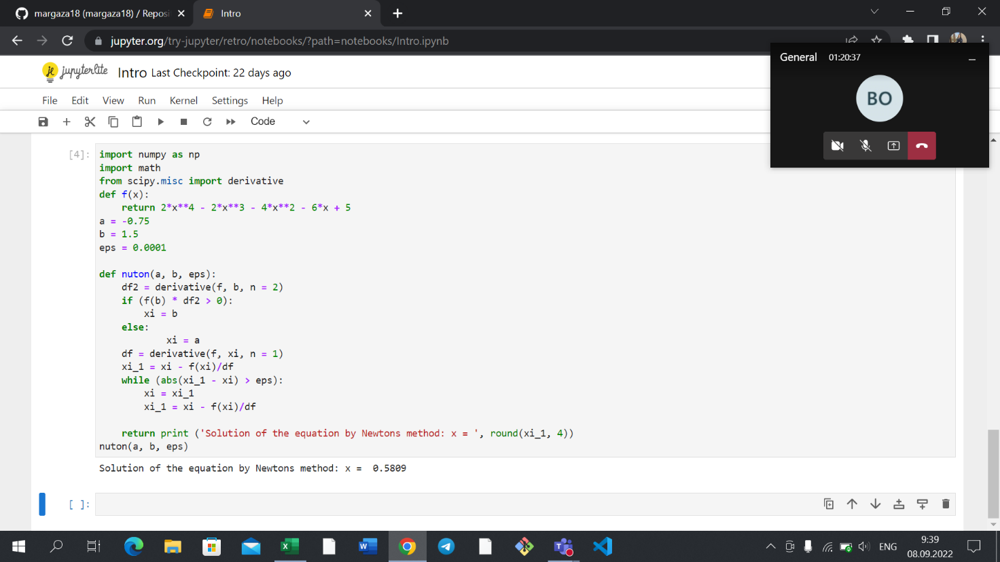 margaza18 (margaza18) / Reposi
Intro
jupyter.org/try-jupyter/retro/notebooks/?path=notebooks/Intro.ipynb
General 01:20:37
BO
jupyterlite Intro Last Checkpoint: 22 days ago
File Edit View Run Kernel Settings Help
Code
[4]:
import numpy as np
import math
from scipy.misc import derivative
def f(x):
    return 2*x**4 - 2*x**3 - 4*x**2 - 6*x + 5
a = -0.75
b = 1.5
eps = 0.0001

def nuton(a, b, eps):
    df2 = derivative(f, b, n = 2)
    if (f(b) * df2 > 0):
        xi = b
    else:
            xi = a
    df = derivative(f, xi, n = 1)
    xi_1 = xi - f(xi)/df
    while (abs(xi_1 - xi) > eps):
        xi = xi_1
        xi_1 = xi - f(xi)/df

    return print ('Solution of the equation by Newtons method: x = ', round(xi_1, 4))
nuton(a, b, eps)
Solution of the equation by Newtons method: x =  0.5809
[ ]:
ENG
9:39
08.09.2022